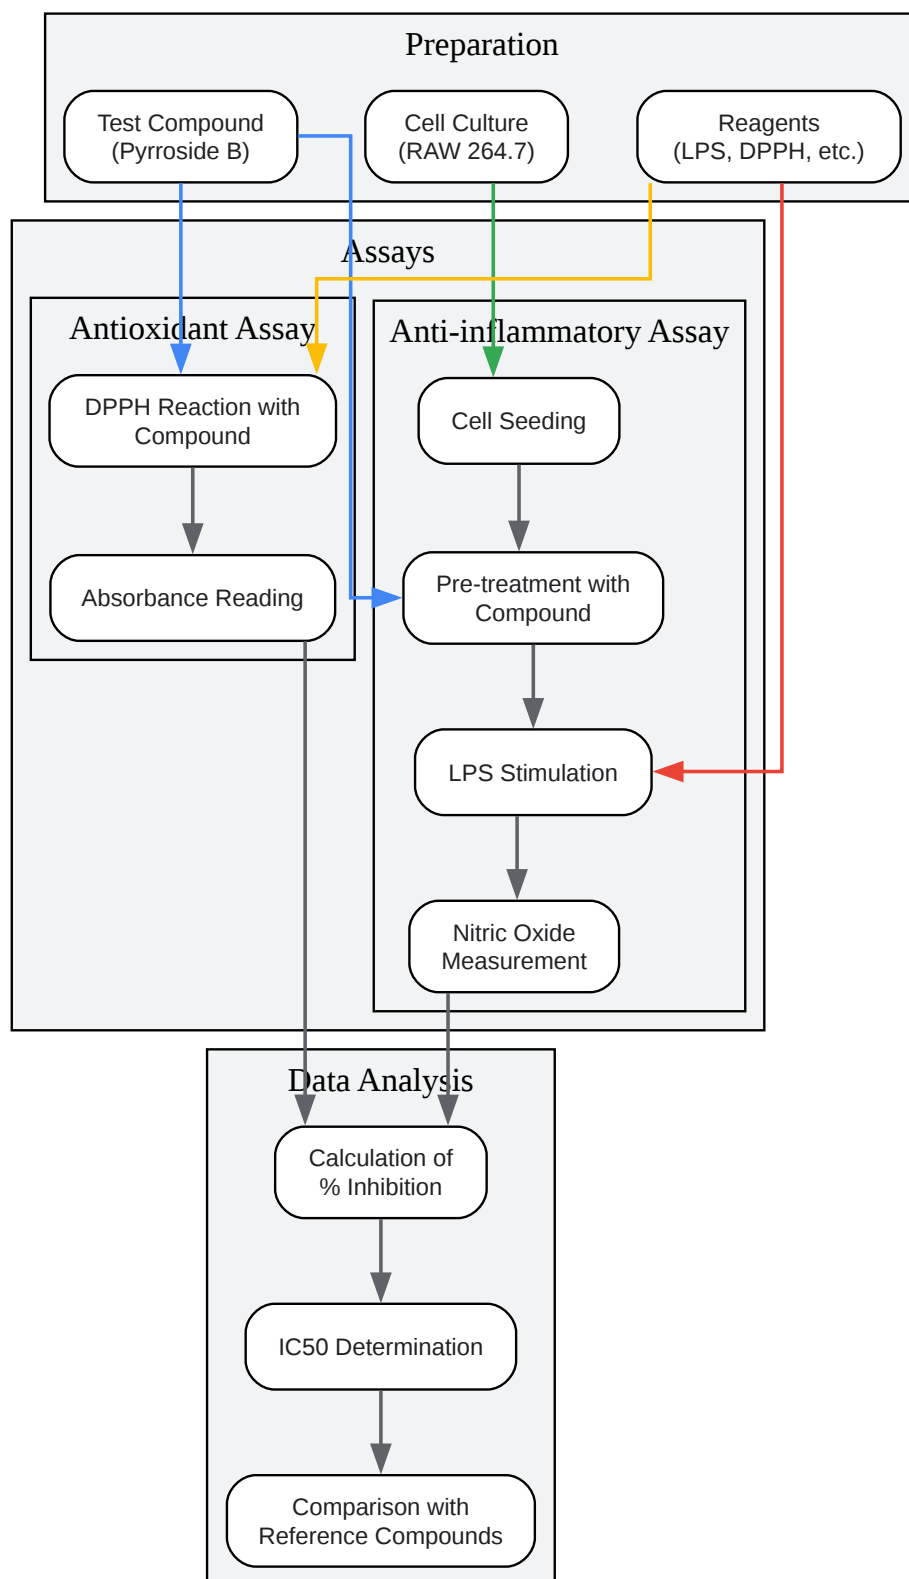 Preparation
Test Compound
(Pyrroside B)
Cell Culture
(RAW 264.7)
Reagents
(LPS, DPPH, etc.)
Assays
Antioxidant Assay
DPPH Reaction with
Compound
Absorbance Reading
Anti-inflammatory Assay
Cell Seeding
Pre-treatment with
Compound
LPS Stimulation
Nitric Oxide
Measurement
Data Analysis
Calculation of
% Inhibition
IC50 Determination
Comparison with
Reference Compounds